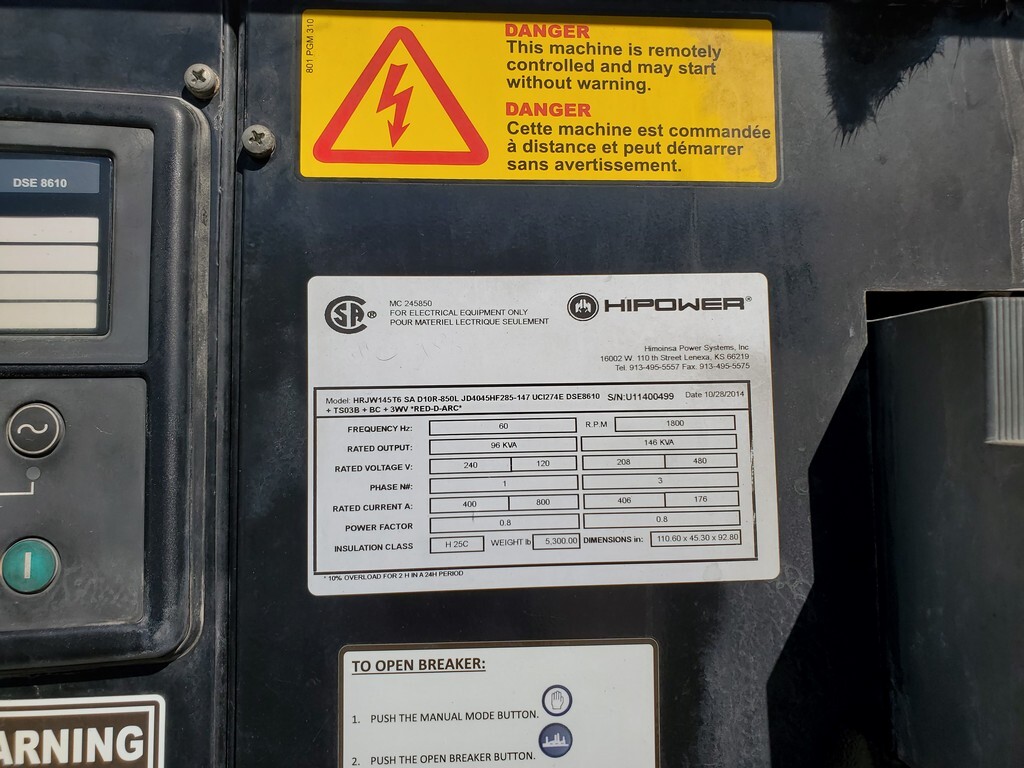 801 PGM 310
DANGER
This machine is remotely
controlled and may start
without warning.
DANGER
Cette machine est commandée
à distance et peut démarrer
sans avertissement.
DSE 8610
CSA ®
MC 245850
FOR ELECTRICAL EQUIPMENT ONLY
POUR MATERIEL LECTRIQUE SEULEMENT
HIPOWER®
Himoinsa Power Systems, Inc
16002 W. 110 th Street Lenexa, KS 66219
Tel. 913-495-5557 Fax. 913-495-5575
Model: HRJW145T6 SA D10R-850L JD4045HF285-147 UCI274E DSE8610 S/N:U11400499 Date 10/28/2014
+ TS03B + BC + 3WV *RED-D-ARC*
FREQUENCY Hz: 60 R.P.M 1800
RATED OUTPUT: 96 KVA 146 KVA
RATED VOLTAGE V: 240 120 208 480
PHASE N#: 1 3
RATED CURRENT A: 400 800 406 176
POWER FACTOR 0.8 0.8
INSULATION CLASS H 25C WEIGHT lb 5,300.00 DIMENSIONS in: 110.60 x 45.30 x 92.80
* 10% OVERLOAD FOR 2 H IN A 24H PERIOD
TO OPEN BREAKER:
1. PUSH THE MANUAL MODE BUTTON.
2. PUSH THE OPEN BREAKER BUTTON.
ARNING